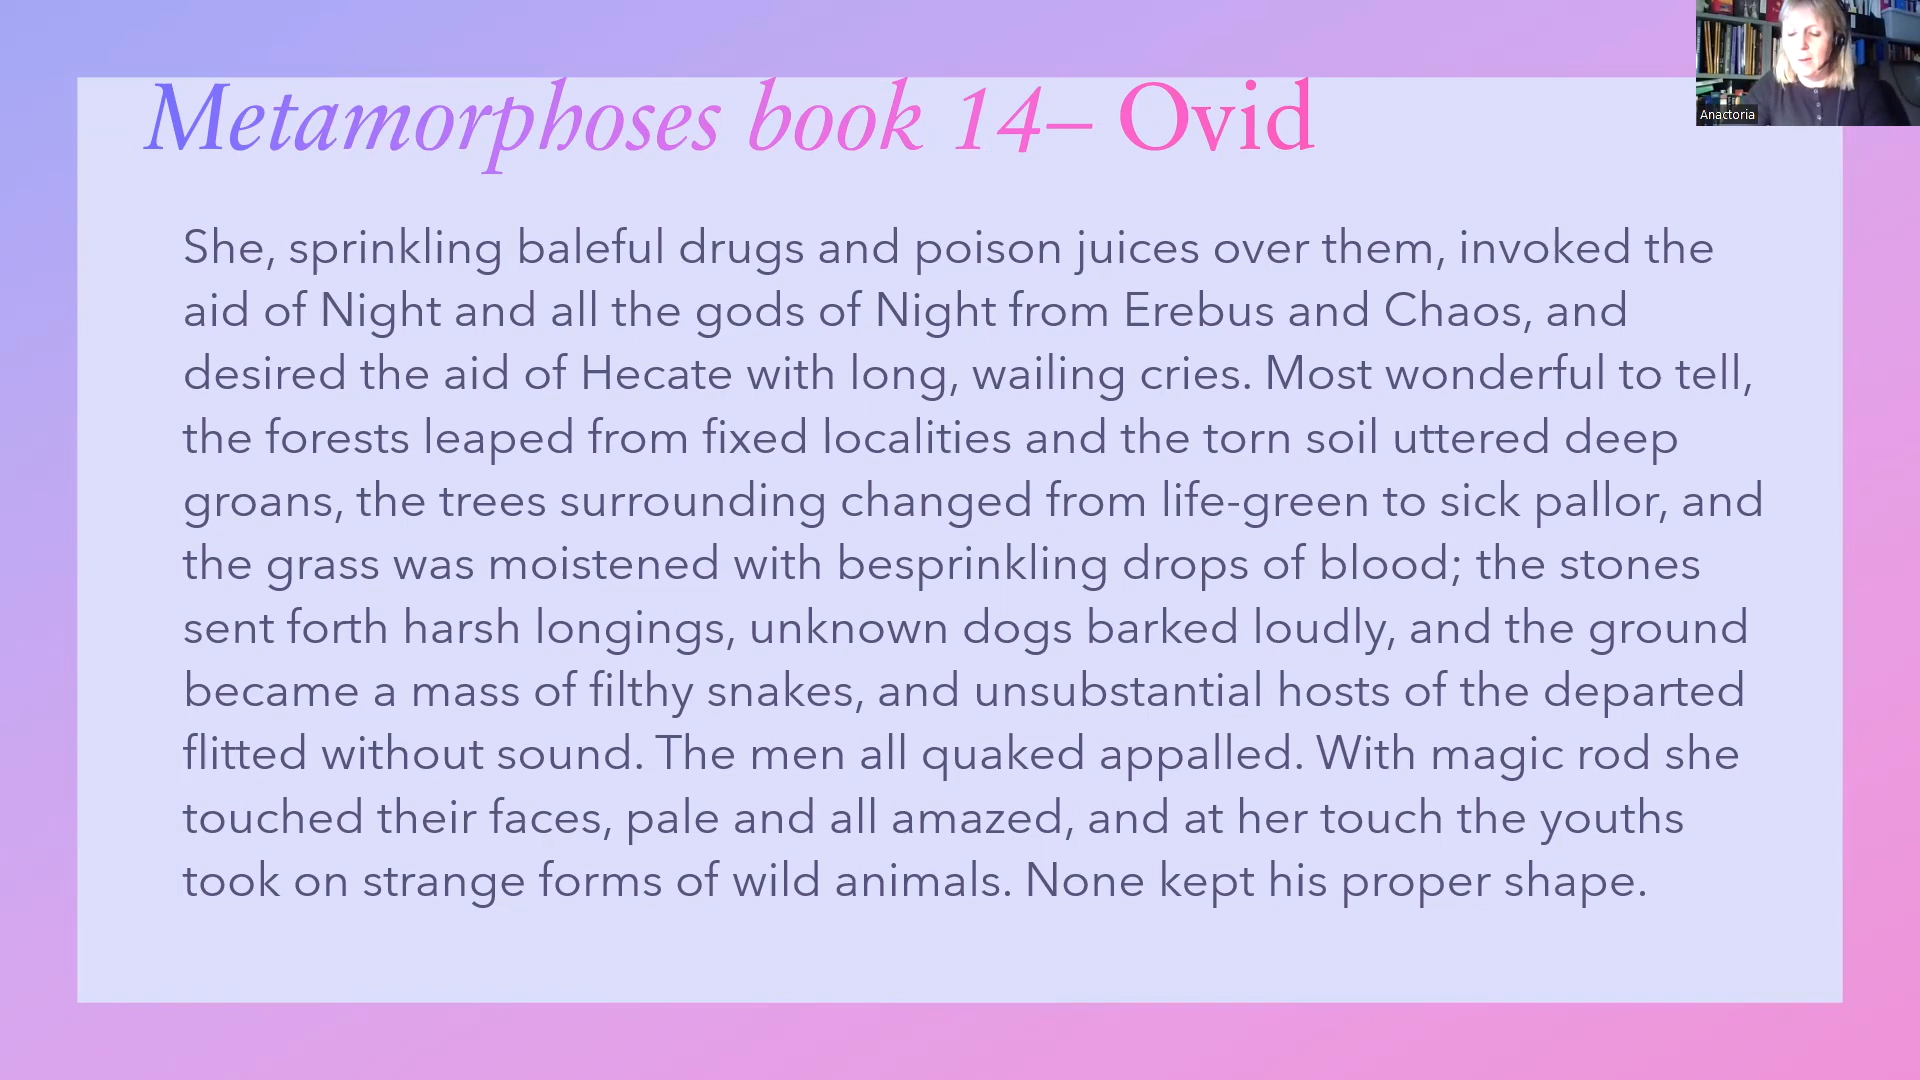 Metamorphoses book 14– Ovid
She, sprinkling baleful drugs and poison juices over them, invoked the
aid of Night and all the gods of Night from Erebus and Chaos, and
desired the aid of Hecate with long, wailing cries. Most wonderful to tell,
the forests leaped from fixed localities and the torn soil uttered deep
groans, the trees surrounding changed from life-green to sick pallor, and
the grass was moistened with besprinkling drops of blood; the stones
sent forth harsh longings, unknown dogs barked loudly, and the ground
became a mass of filthy snakes, and unsubstantial hosts of the departed
flitted without sound. The men all quaked appalled. With magic rod she
touched their faces, pale and all amazed, and at her touch the youths
took on strange forms of wild animals. None kept his proper shape.
Anactoria